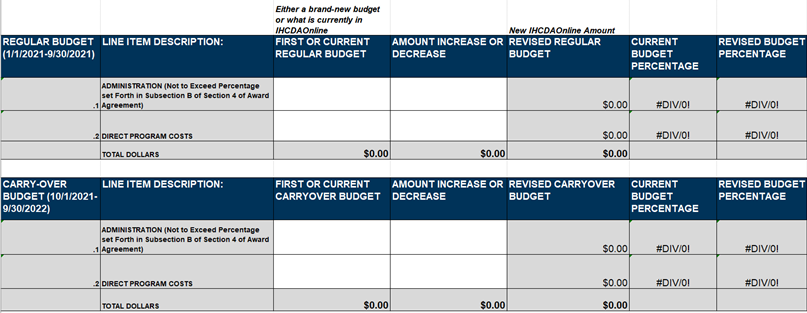 Either a brand-new budget
or what is currently in
IHCDAOnline
New IHCDAOnline Amount
REGULAR BUDGET
(1/1/2021-9/30/2021)
LINE ITEM DESCRIPTION:
FIRST OR CURRENT
REGULAR BUDGET
AMOUNT INCREASE OR
DECREASE
REVISED REGULAR
BUDGET
CURRENT
BUDGET
PERCENTAGE
REVISED BUDGET
PERCENTAGE
.1
ADMINISTRATION (Not to Exceed Percentage
set Forth in Subsection B of Section 4 of Award
Agreement)
$0.00
#DIV/0!
#DIV/0!
.2
DIRECT PROGRAM COSTS
$0.00
#DIV/0!
#DIV/0!
TOTAL DOLLARS
$0.00
$0.00
$0.00
CARRY-OVER
BUDGET (10/1/2021-
9/30/2022)
LINE ITEM DESCRIPTION:
FIRST OR CURRENT
CARRYOVER BUDGET
AMOUNT INCREASE OR
DECREASE
REVISED CARRYOVER
BUDGET
CURRENT
BUDGET
PERCENTAGE
REVISED BUDGET
PERCENTAGE
.1
ADMINISTRATION (Not to Exceed Percentage
set Forth in Subsection B of Section 4 of Award
Agreement)
$0.00
#DIV/0!
#DIV/0!
.2
DIRECT PROGRAM COSTS
$0.00
#DIV/0!
#DIV/0!
TOTAL DOLLARS
$0.00
$0.00
$0.00